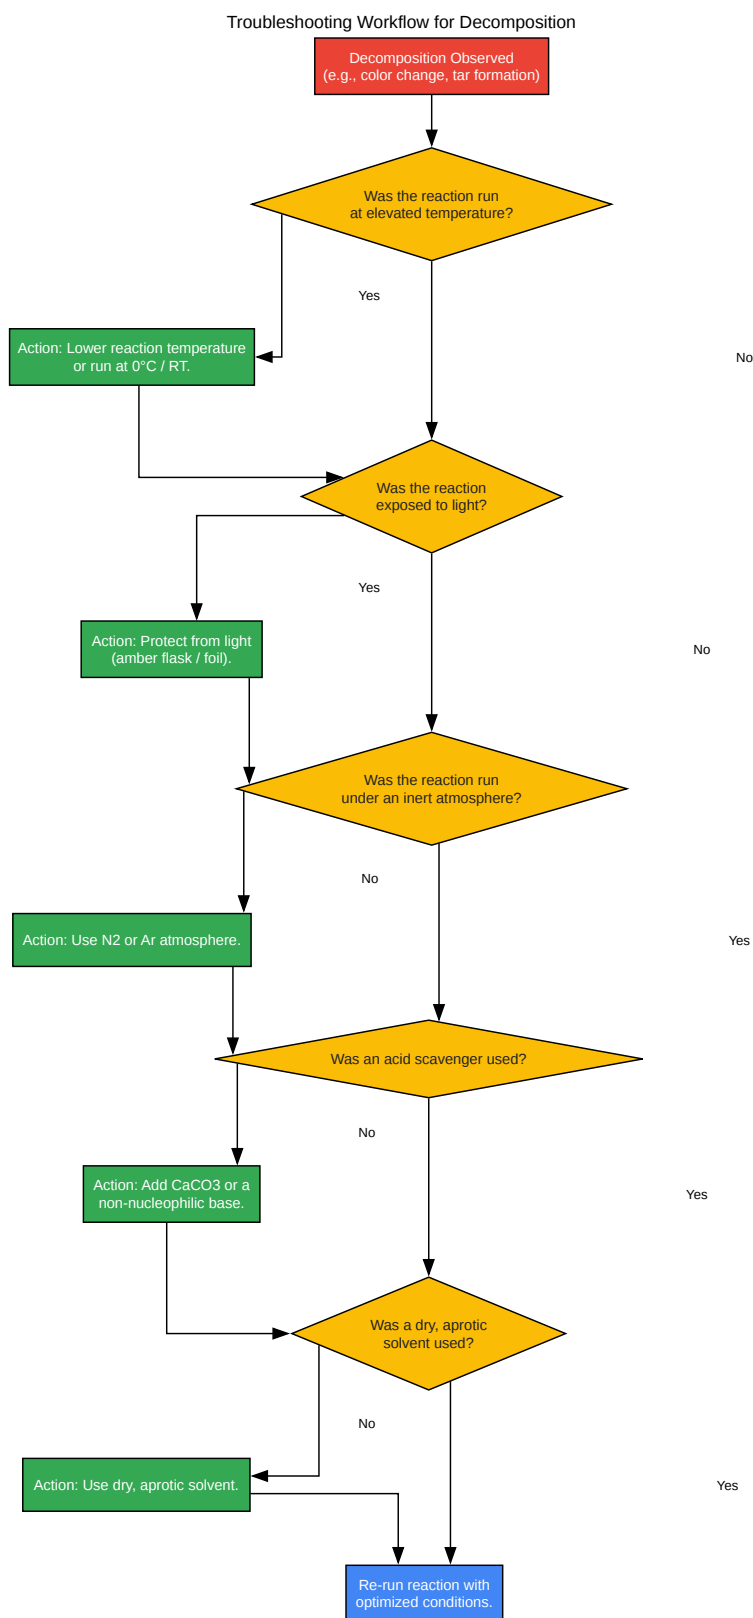 Troubleshooting Workflow for Decomposition
Decomposition Observed
(e.g., color change, tar formation)
Was the reaction run
at elevated temperature?
Yes
Action: Lower reaction temperature
or run at 0°C / RT.
No
Was the reaction
exposed to light?
Yes
Action: Protect from light
(amber flask / foil).
No
Was the reaction run
under an inert atmosphere?
No
Action: Use N2 or Ar atmosphere.
Yes
Was an acid scavenger used?
No
Action: Add CaCO3 or a
non-nucleophilic base.
Yes
Was a dry, aprotic
solvent used?
No
Action: Use dry, aprotic solvent.
Yes
Re-run reaction with
optimized conditions.